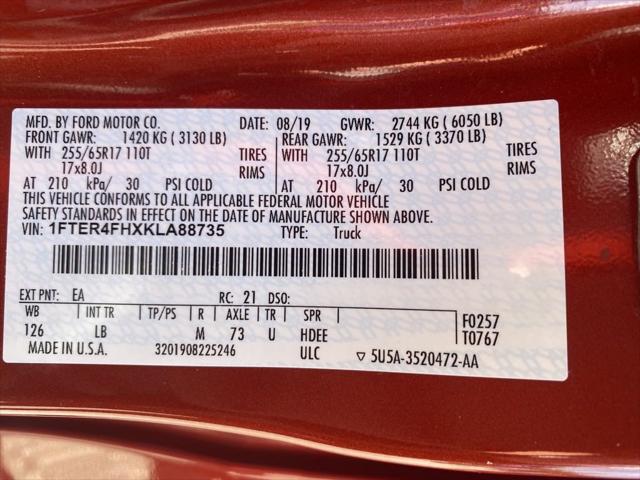 MFD. BY FORD MOTOR CO. DATE: 08/19 GVWR: 2744 KG ( 6050 LB)
FRONT GAWR: 1420 KG ( 3130 LB) REAR GAWR: 1529 KG ( 3370 LB)
WITH 255/65R17 110T TIRES WITH 255/65R17 110T TIRES
17x8.0J RIMS 17x8.0J RIMS
AT 210 kPa/ 30 PSI COLD AT 210 kPa/ 30 PSI COLD
THIS VEHICLE CONFORMS TO ALL APPLICABLE FEDERAL MOTOR VEHICLE
SAFETY STANDARDS IN EFFECT ON THE DATE OF MANUFACTURE SHOWN ABOVE.
VIN: 1FTER4FHXKLA88735 TYPE: Truck
EXT PNT: EA RC: 21 DSO:
WB INT TR TP/PS R AXLE TR SPR F0257
126 LB M 73 U HDEE T0767
MADE IN U.S.A. 3201908225246 ULC ▽ 5U5A-3520472-AA